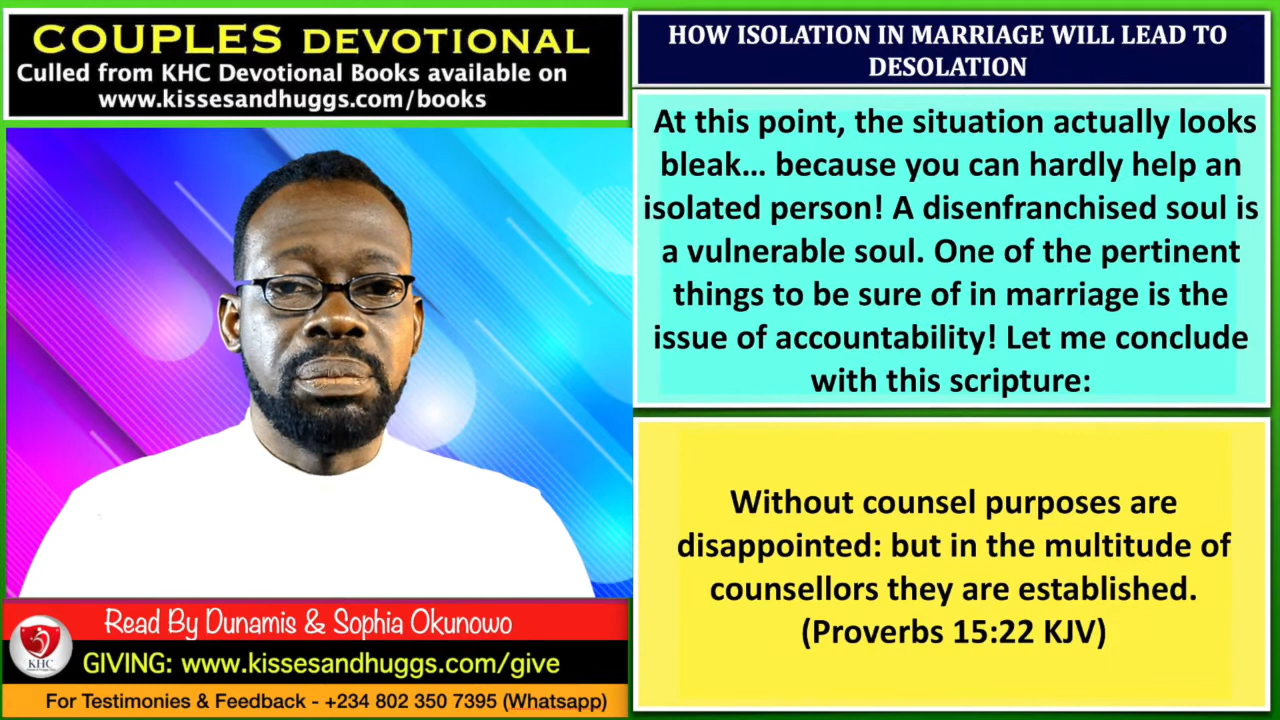 COUPLES DEVOTIONAL
Culled from KHC Devotional Books available on
www.kissesandhuggs.com/books
HOW ISOLATION IN MARRIAGE WILL LEAD TO
DESOLATION
At this point, the situation actually looks
bleak... because you can hardly help an
isolated person! A disenfranchised soul is
a vulnerable soul. One of the pertinent
things to be sure of in marriage is the
issue of accountability! Let me conclude
with this scripture:
Without counsel purposes are
disappointed: but in the multitude of
counsellors they are established.
(Proverbs 15:22 KJV)
Read By Dunamis & Sophia Okunowo
KHC
GIVING: www.kissesandhuggs.com/give
For Testimonies & Feedback - +234 802 350 7395 (Whatsapp)